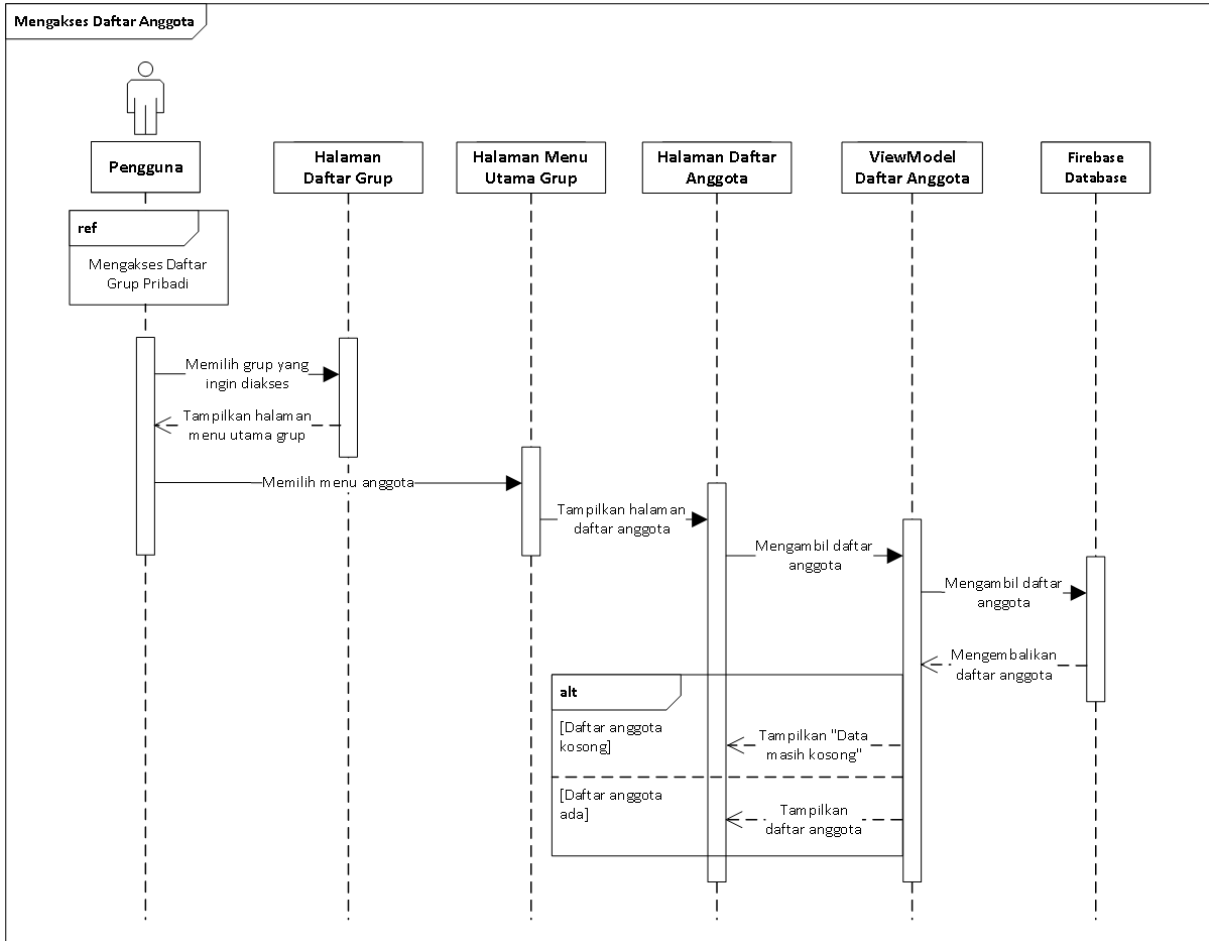 Mengakses Daftar Anggota
Pengguna
Halaman
Daftar Grup
Halaman Menu
Utama Grup
Halaman Daftar
Anggota
ViewModel
Daftar Anggota
Firebase
Database
ref
Mengakses Daftar
Grup Pribadi
Memilih grup yang
ingin diakses
Tampilkan halaman
menu utama grup
Memilih menu anggota
Tampilkan halaman
daftar anggota
Mengambil daftar
anggota
Mengambil daftar
anggota
Mengembalikan
daftar anggota
alt
[Daftar anggota
kosong]
Tampilkan "Data
masih kosong"
[Daftar anggota
ada]
Tampilkan
daftar anggota